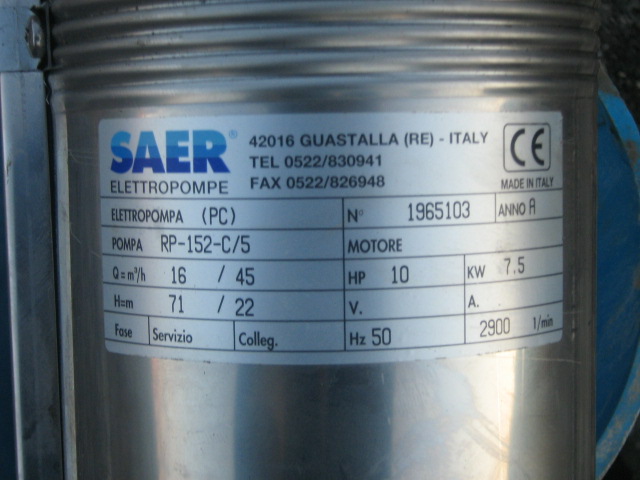 SAER®
ELETTROPOMPE
42016 GUASTALLA (RE) - ITALY
TEL 0522/830941
FAX 0522/826948
CE
MADE IN ITALY
ELETTROPOMPA (PC) N° 1965103 ANNO A
POMPA RP-152-C/5 MOTORE
Q = m³/h 16 / 45 HP 10 KW 7.5
H=m 71 / 22 V. A.
Fase Servizio Colleg. Hz 50 2900 1/min